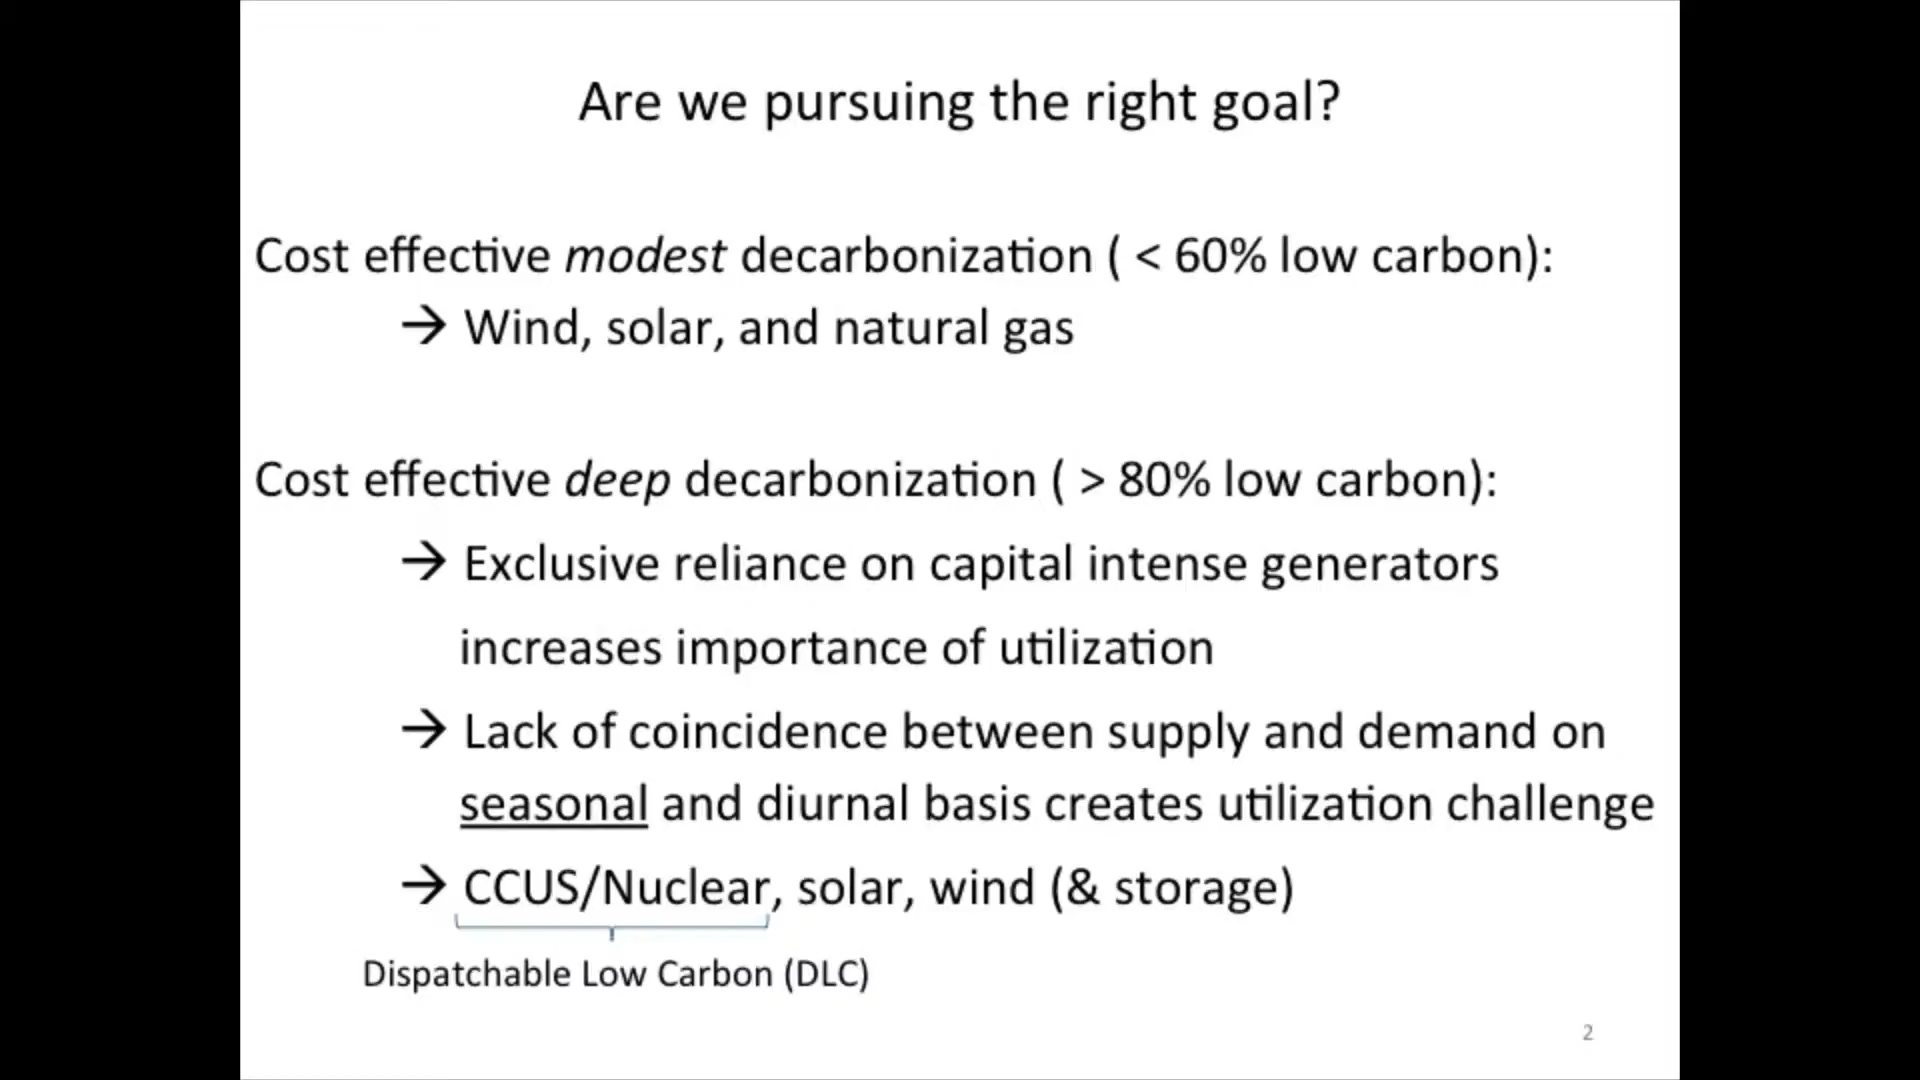 Are we pursuing the right goal?
Cost effective modest decarbonization ( < 60% low carbon):
→ Wind, solar, and natural gas
Cost effective deep decarbonization ( > 80% low carbon):
→ Exclusive reliance on capital intense generators
increases importance of utilization
→ Lack of coincidence between supply and demand on
seasonal and diurnal basis creates utilization challenge
→ CCUS/Nuclear, solar, wind (& storage)
Dispatchable Low Carbon (DLC)
2